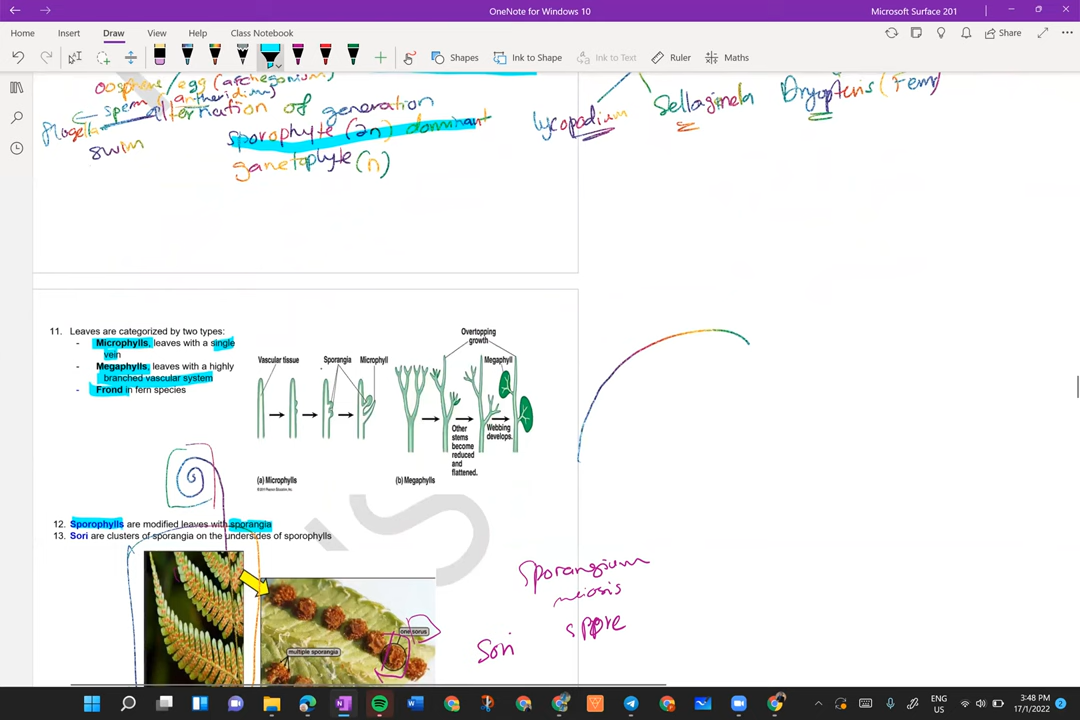 OneNote for Windows 10
Microsoft Surface 201
Home Insert Draw View Help Class Notebook
Share
Shapes Ink to Shape Ink to Text Ruler Maths
oosphere / egg (archegonium)
sperm (antheridium)
alternation of generation
flagella
swim
sporophyte (2n) dominant
gametophyte (n)
lycopodium
Sellaginela
Dryopteris (Fern)
11. Leaves are categorized by two types:
- Microphylls, leaves with a single
vein
- Megaphylls, leaves with a highly
branched vascular system
- Frond in fern species
Vascular tissue
Sporangia
Microphyll
Overtopping
growth
Megaphyll
Other
stems
become
reduced
and
flattened.
Webbing
develops.
(a) Microphylls
(b) Megaphylls
12. Sporophylls are modified leaves with sporangia
13. Sori are clusters of sporangia on the undersides of sporophylls
one sorus
multiple sporangia
Sporangium
meiosis
spore
Sori
ENG
US
3:48 PM
17/1/2022